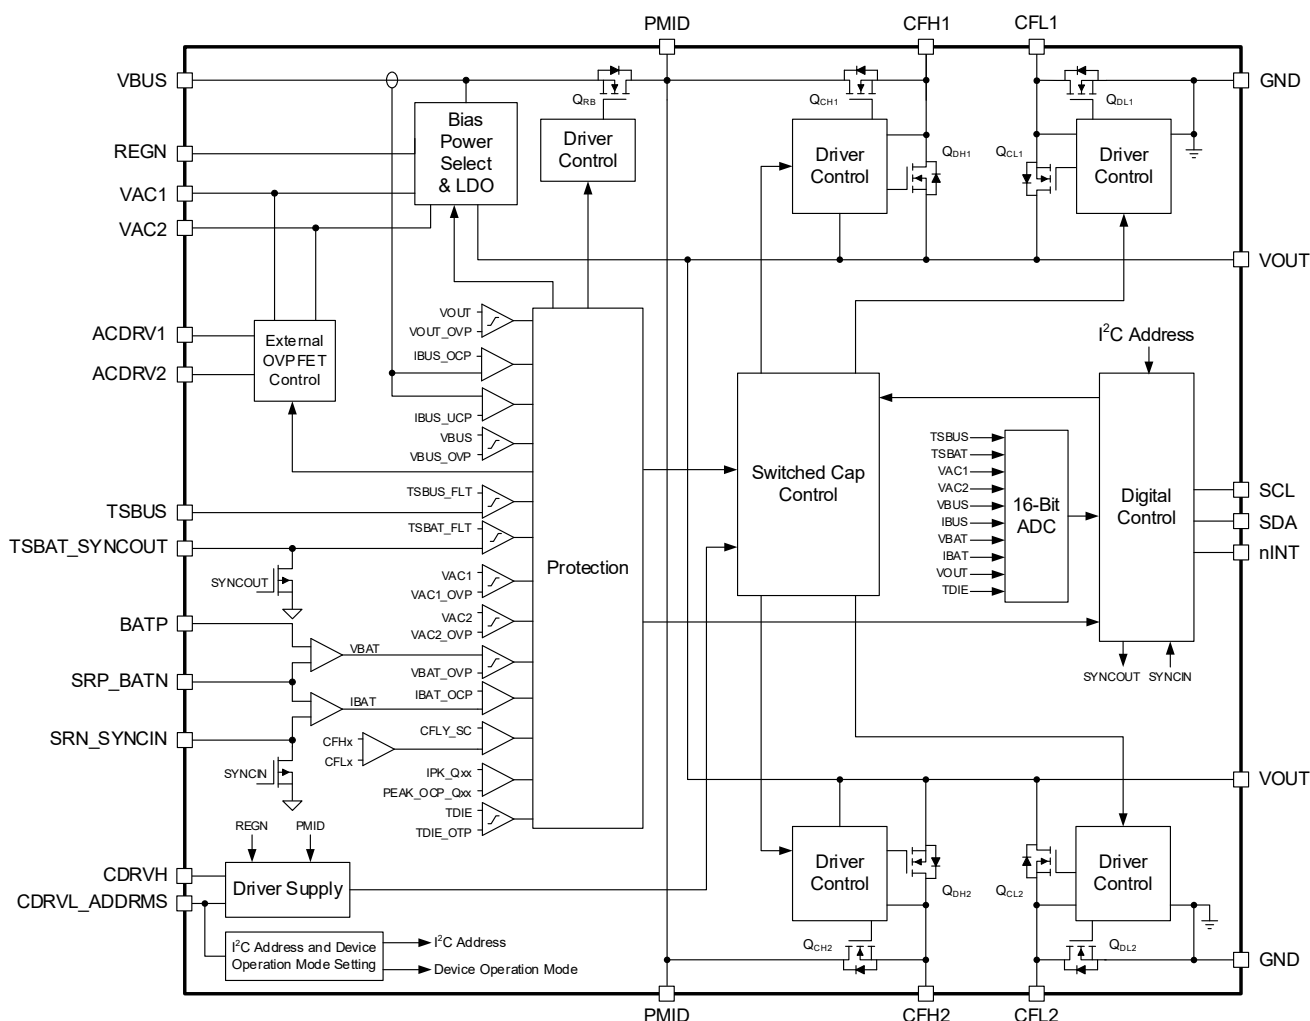 PMID
CFH1
CFL1
VBUS
GND
QRB
QCH1
QDL1
Bias
Power
Select
& LDO
Driver
Control
Driver
Control
QDH1
QCL1
Driver
Control
REGN
VAC1
VAC2
VOUT
ACDRV1
ACDRV2
External
OVPFET
Control
VOUT
VOUT_OVP
IBUS_OCP
IBUS_UCP
VBUS
VBUS_OVP
TSBUS_FLT
TSBAT_FLT
VAC1
VAC1_OVP
VAC2
VAC2_OVP
VBAT_OVP
IBAT_OCP
CFLY_SC
IPK_Qxx
PEAK_OCP_Qxx
TDIE
TDIE_OTP
Protection
Switched Cap
Control
I²C Address
TSBUS
TSBAT
VAC1
VAC2
VBUS
IBUS
VBAT
IBAT
VOUT
TDIE
16-Bit
ADC
Digital
Control
SCL
SDA
nINT
SYNCOUT
SYNCIN
TSBUS
TSBAT_SYNCOUT
SYNCOUT
BATP
VBAT
SRP_BATN
IBAT
SRN_SYNCIN
CFHx
CFLx
SYNCIN
VOUT
REGN
PMID
CDRVH
CDRVL_ADDRMS
Driver Supply
Driver
Control
QDH2
QCL2
Driver
Control
QCH2
QDL2
I²C Address and Device
Operation Mode Setting
I²C Address
Device Operation Mode
GND
PMID
CFH2
CFL2